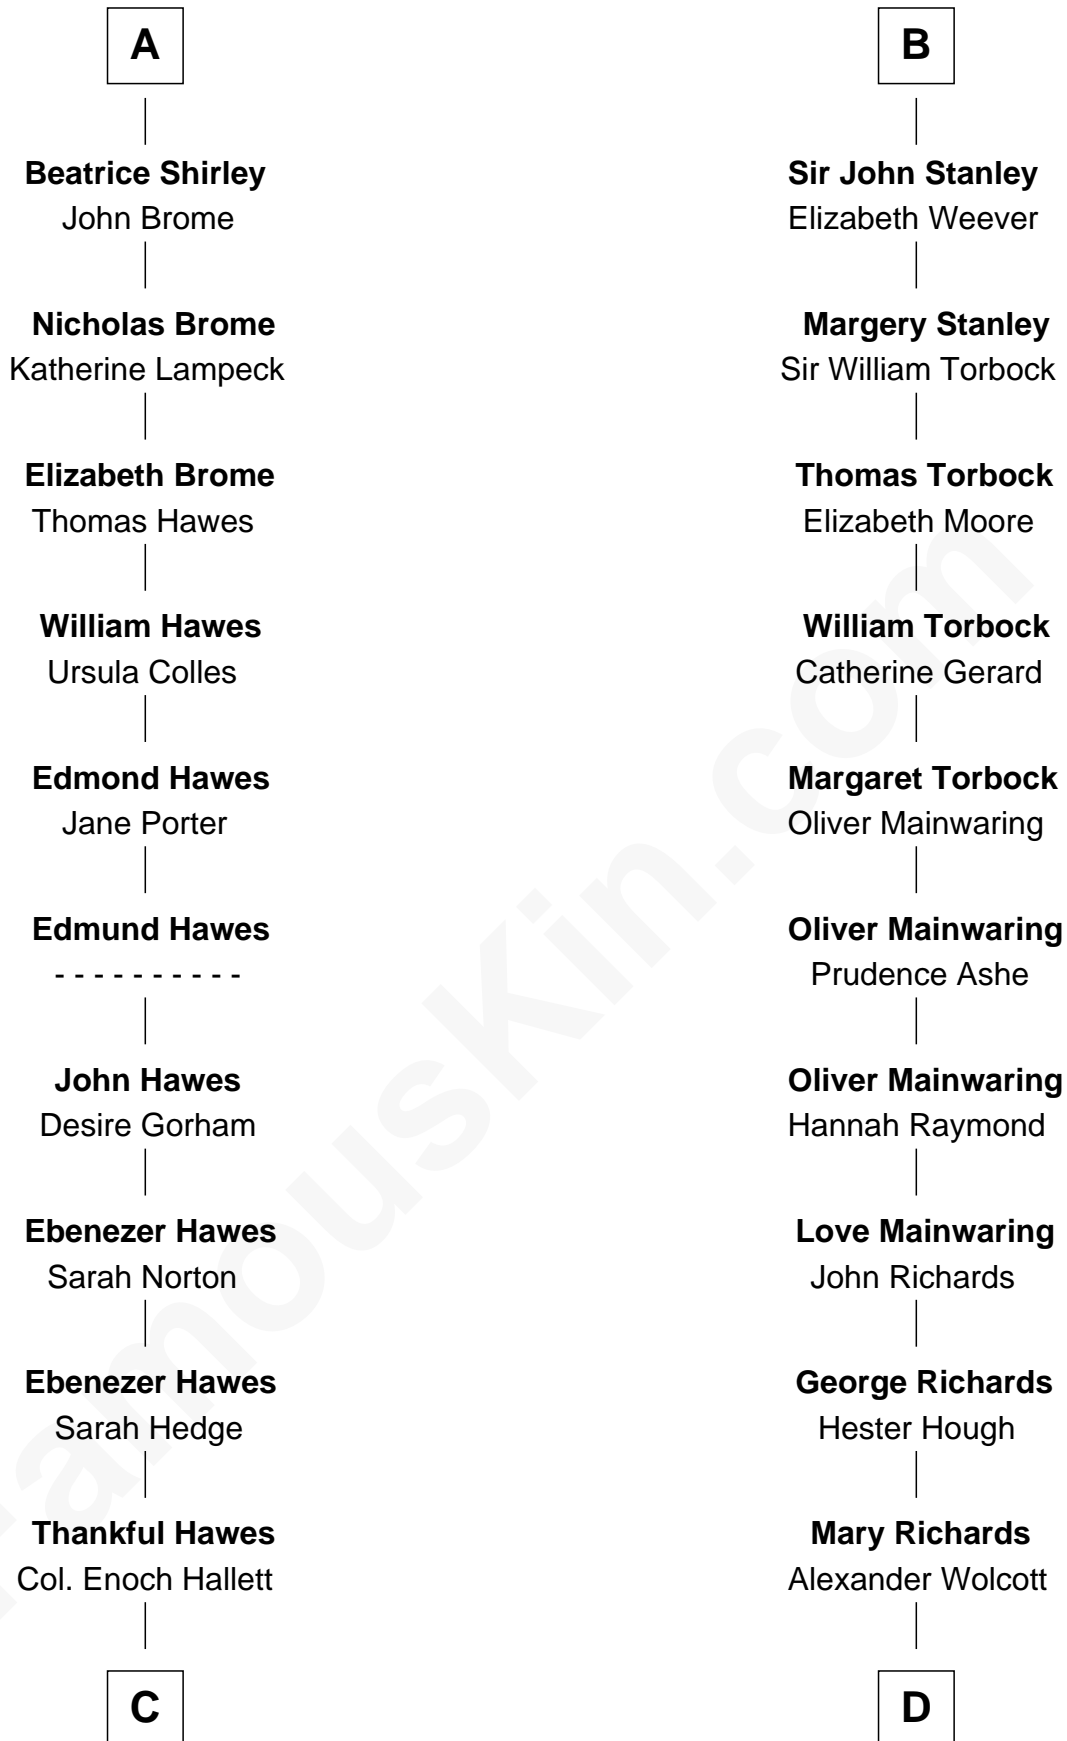 A
Beatrice Shirley
John Brome
Nicholas Brome
Katherine Lampeck
Elizabeth Brome
Thomas Hawes
William Hawes
Ursula Colles
Edmond Hawes
Jane Porter
Edmund Hawes
- - - - - - - - - -
John Hawes
Desire Gorham
Ebenezer Hawes
Sarah Norton
Ebenezer Hawes
Sarah Hedge
Thankful Hawes
Col. Enoch Hallett
C
B
Sir John Stanley
Elizabeth Weever
Margery Stanley
Sir William Torbock
Thomas Torbock
Elizabeth Moore
William Torbock
Catherine Gerard
Margaret Torbock
Oliver Mainwaring
Oliver Mainwaring
Prudence Ashe
Oliver Mainwaring
Hannah Raymond
Love Mainwaring
John Richards
George Richards
Hester Hough
Mary Richards
Alexander Wolcott
D
FamousKin.com